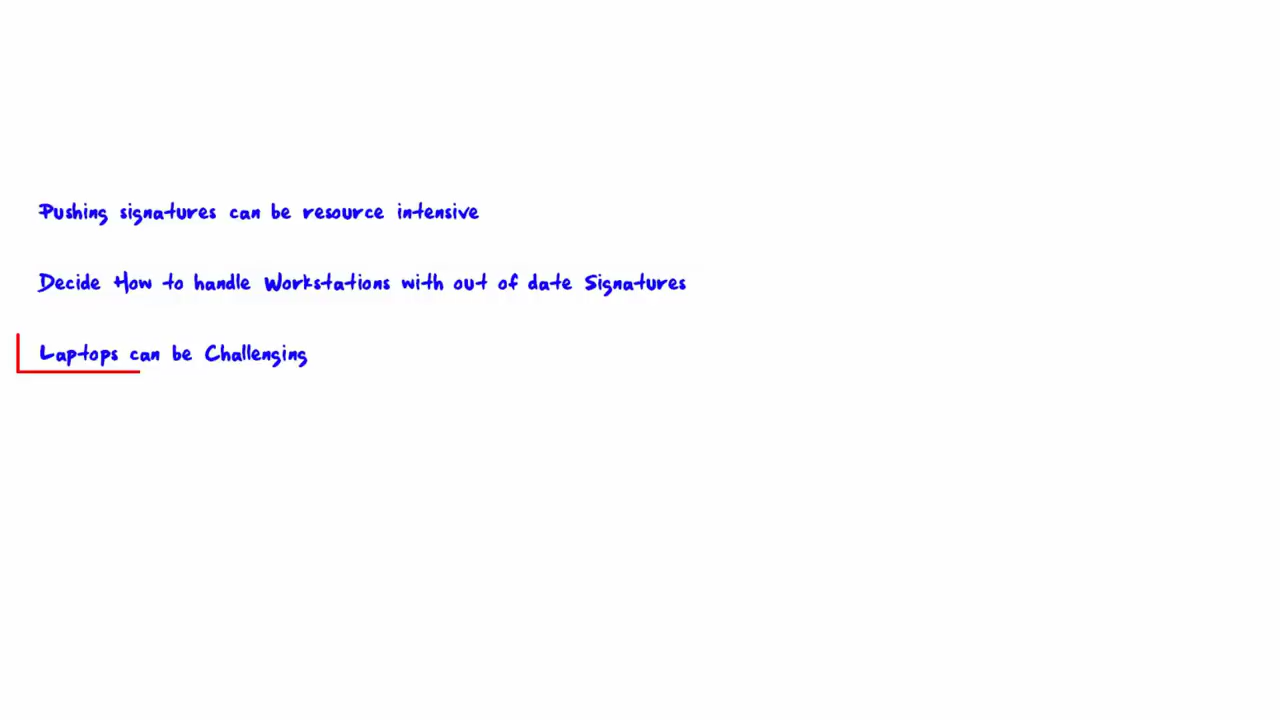 Pushing signatures can be resource intensive
Decide How to handle Workstations with out of date Signatures
Laptops can be Challenging